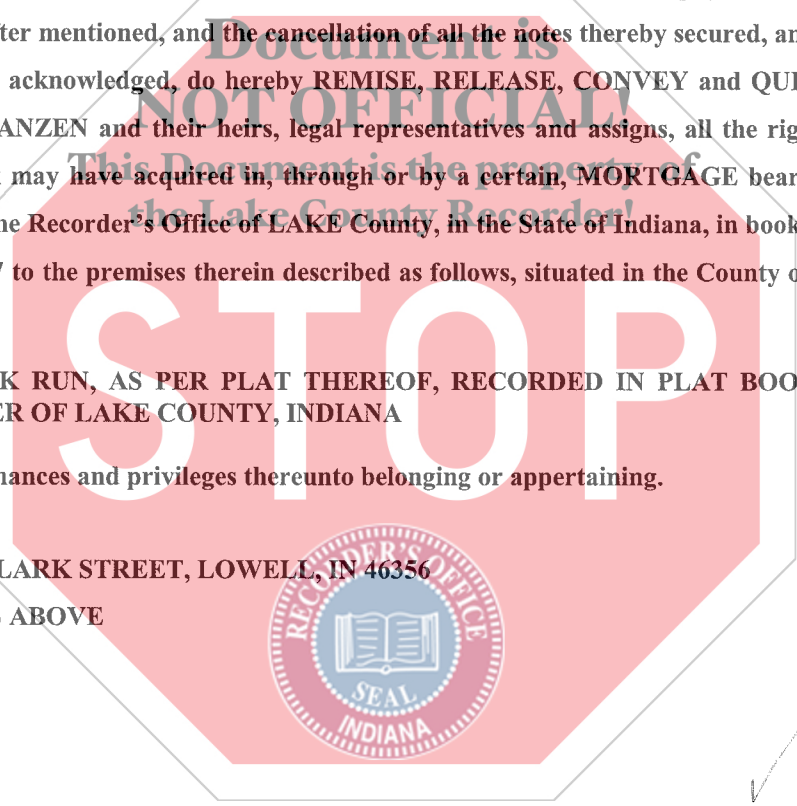 fter mentioned, and the cancellation of all the notes thereby secured, an
Document is
acknowledged, do hereby REMISE, RELEASE, CONVEY and QUI
NOT OFFICIAL!
ANZEN and their heirs, legal representatives and assigns, all the rig
This Document is the property of
may have acquired in, through or by a certain, MORTGAGE bear
the Lake County Recorder!
he Recorder's Office of LAKE County, in the State of Indiana, in book
to the premises therein described as follows, situated in the County o
STOP
K RUN, AS PER PLAT THEREOF, RECORDED IN PLAT BOO
ER OF LAKE COUNTY, INDIANA
nances and privileges thereunto belonging or appertaining.
LARK STREET, LOWELL, IN 46356
ABOVE
RECORDER'S OFFICE
SEAL
INDIANA